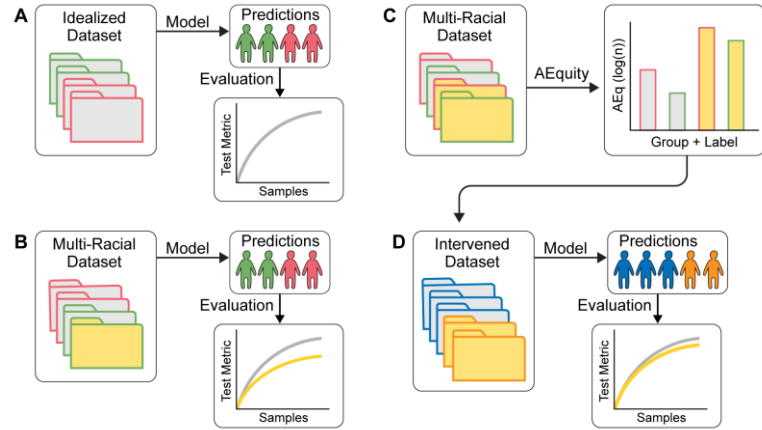 A
Idealized
Dataset
Model
Predictions
Evaluation
Test Metric
Samples
B
Multi-Racial
Dataset
Model
Predictions
Evaluation
Test Metric
Samples
C
Multi-Racial
Dataset
AEquity
AEq (log(n))
Group + Label
D
Intervened
Dataset
Model
Predictions
Evaluation
Test Metric
Samples